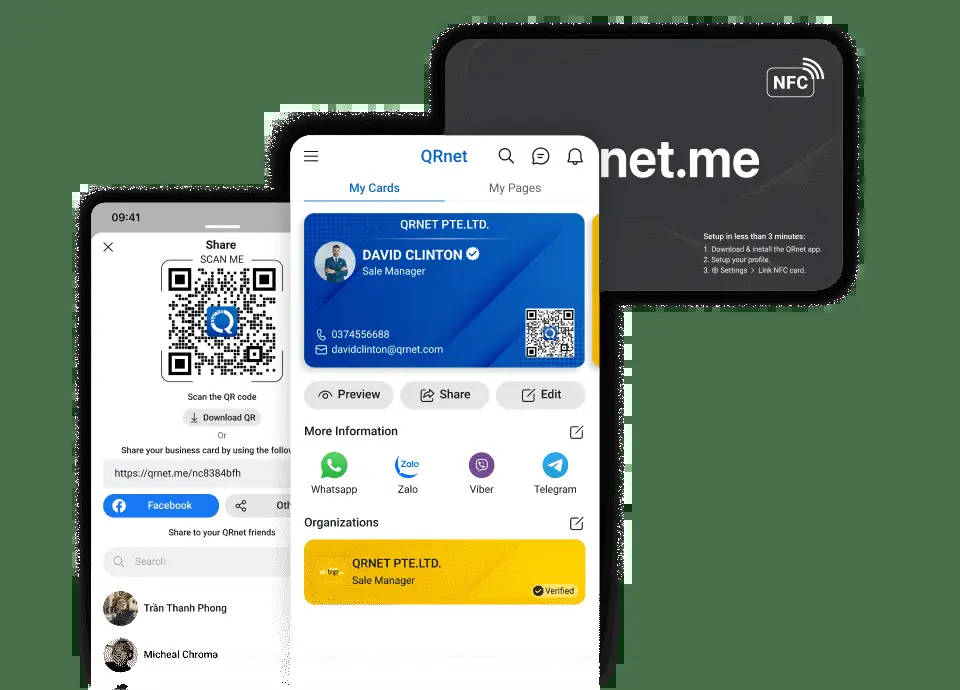 NFC
net.me
Setup in less than 3 minutes:
1. Download & install the QRnet app.
2. Setup your profile.
3. Settings > Link NFC card.
QRnet
My Cards
My Pages
QRNET PTE.LTD.
DAVID CLINTON
Sale Manager
0374556688
davidclinton@qrnet.com
Preview
Share
Edit
More Information
Whatsapp
Zalo
Zalo
Viber
Telegram
Organizations
trip
QRNET PTE.LTD.
Sale Manager
Verified
09:41
Share
SCAN ME
Scan the QR code
Download QR
Or
Share your business card by using the follov
https://qrnet.me/nc8384bfh
Facebook
Oth
Share to your QRnet friends
Search
Trần Thanh Phong
Micheal Chroma